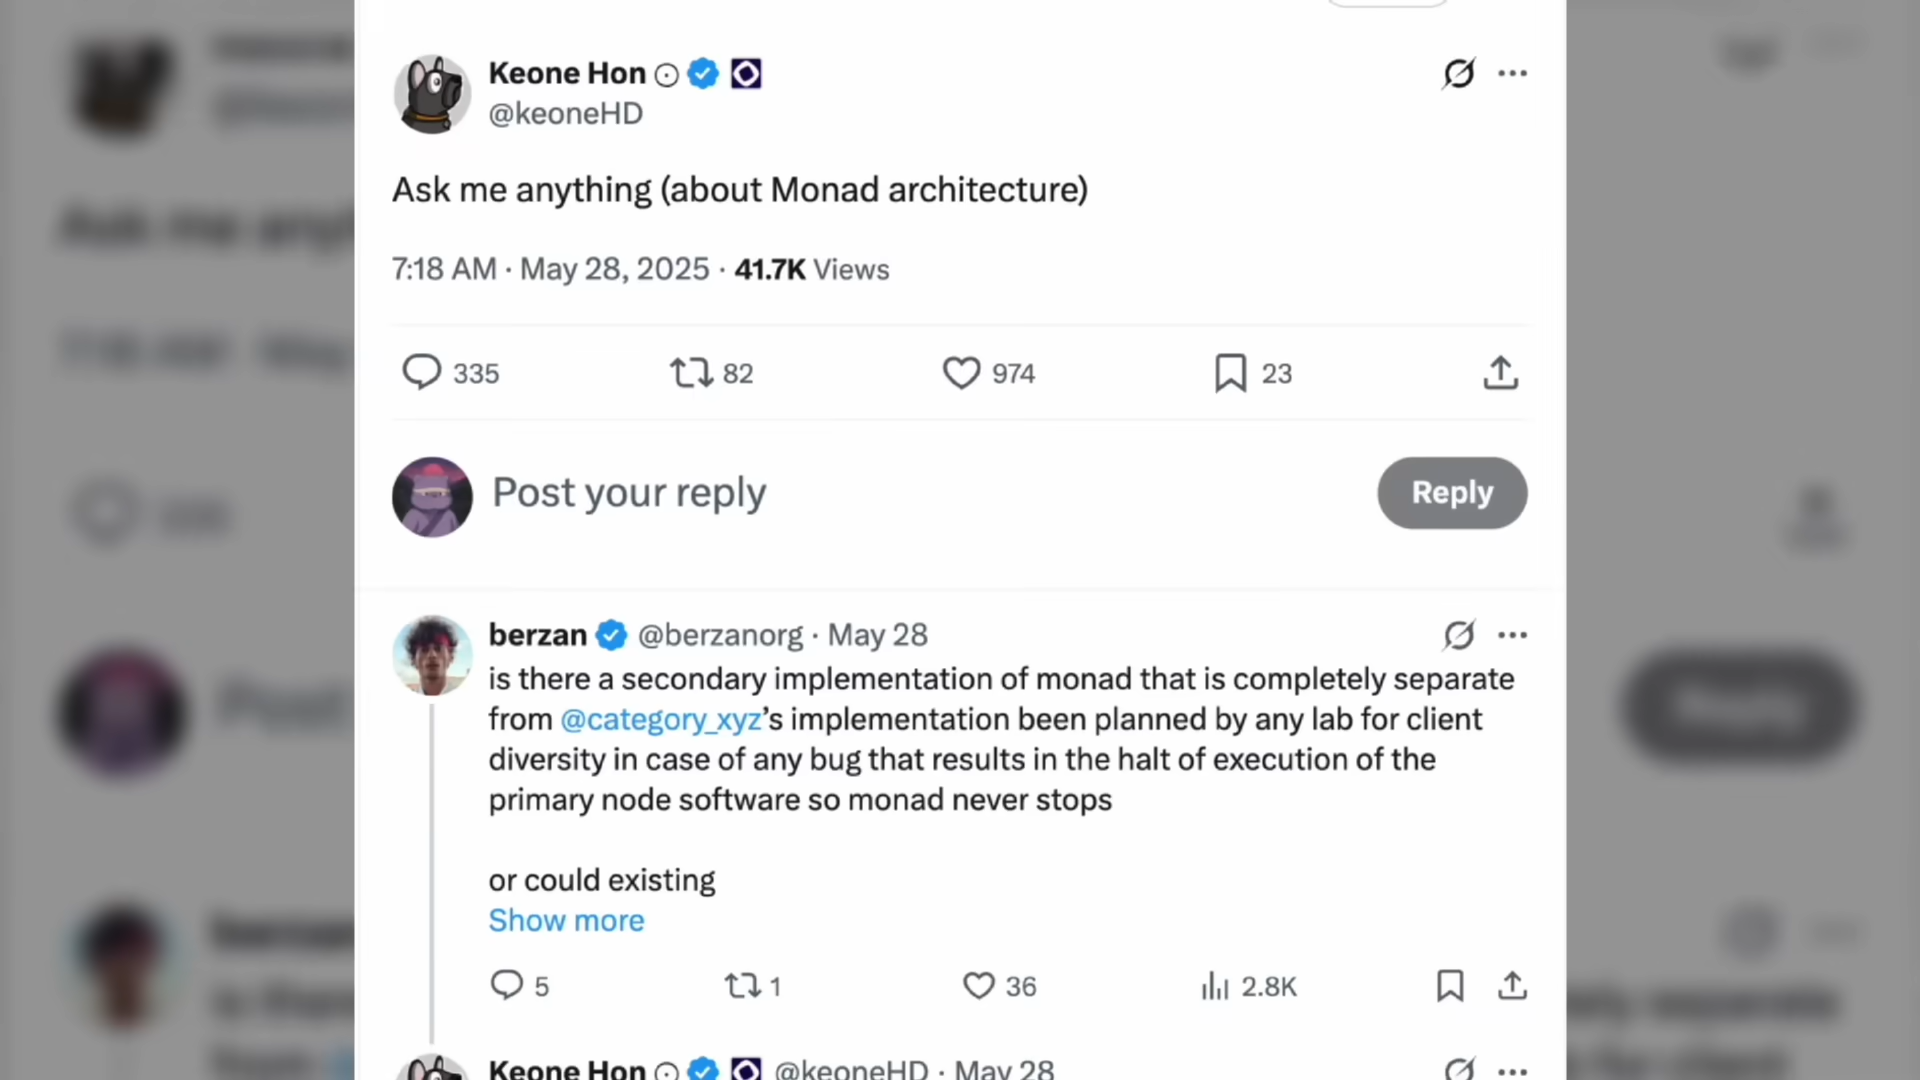 Keone Hon
@keoneHD
Ask me anything (about Monad architecture)
7:18 AM · May 28, 2025 · 41.7K Views
335 82 974 23
Post your reply
Reply
berzan @berzanorg · May 28
is there a secondary implementation of monad that is completely separate
from @category_xyz’s implementation been planned by any lab for client
diversity in case of any bug that results in the halt of execution of the
primary node software so monad never stops
or could existing
Show more
5 1 36 2.8K
Keone Hon @keoneHD · May 28